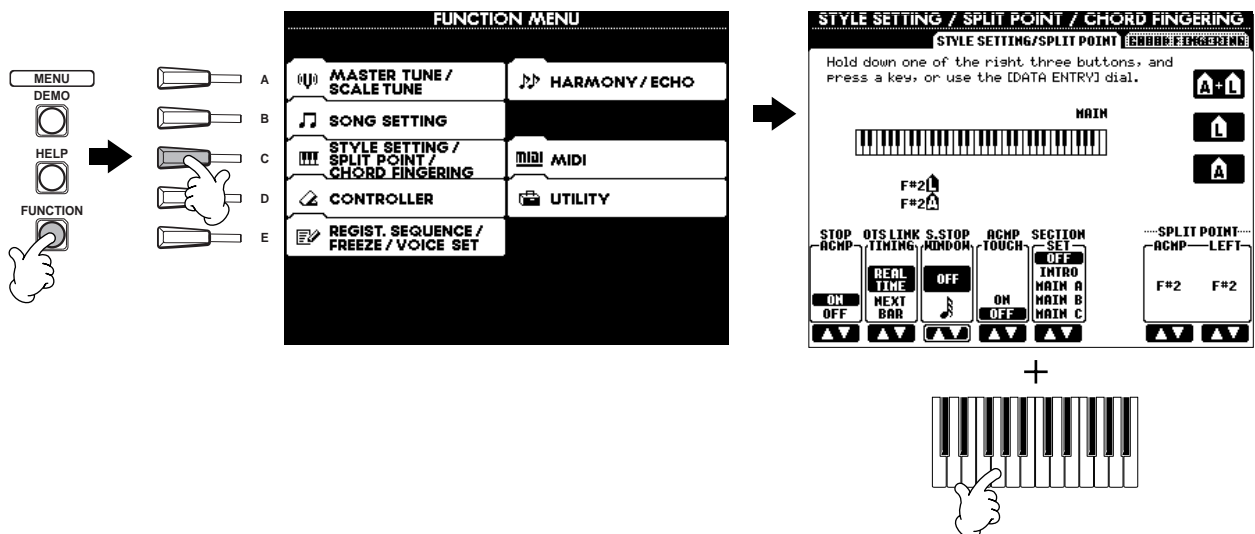 MENU
DEMO
HELP
FUNCTION
A
B
C
D
E
FUNCTION MENU
MASTER TUNE /
SCALE TUNE
HARMONY / ECHO
SONG SETTING
STYLE SETTING /
SPLIT POINT /
CHORD FINGERING
MIDI MIDI
CONTROLLER
UTILITY
REGIST. SEQUENCE /
FREEZE / VOICE SET
STYLE SETTING / SPLIT POINT / CHORD FINGERING
STYLE SETTING/SPLIT POINT CHORD FINGERING
Hold down one of the right three buttons, and
press a key, or use the [DATA ENTRY] dial.
A+L
MAIN
L
A
F#2 L
F#2 A
STOP OTS LINK S.STOP ACMP SECTION SPLIT POINT
ACMP TIMING WINDOW TOUCH SET ACMP LEFT
OFF
REAL TIME
OFF
INTRO
MAIN A
F#2 F#2
ON NEXT ON MAIN B
OFF BAR OFF MAIN C
+